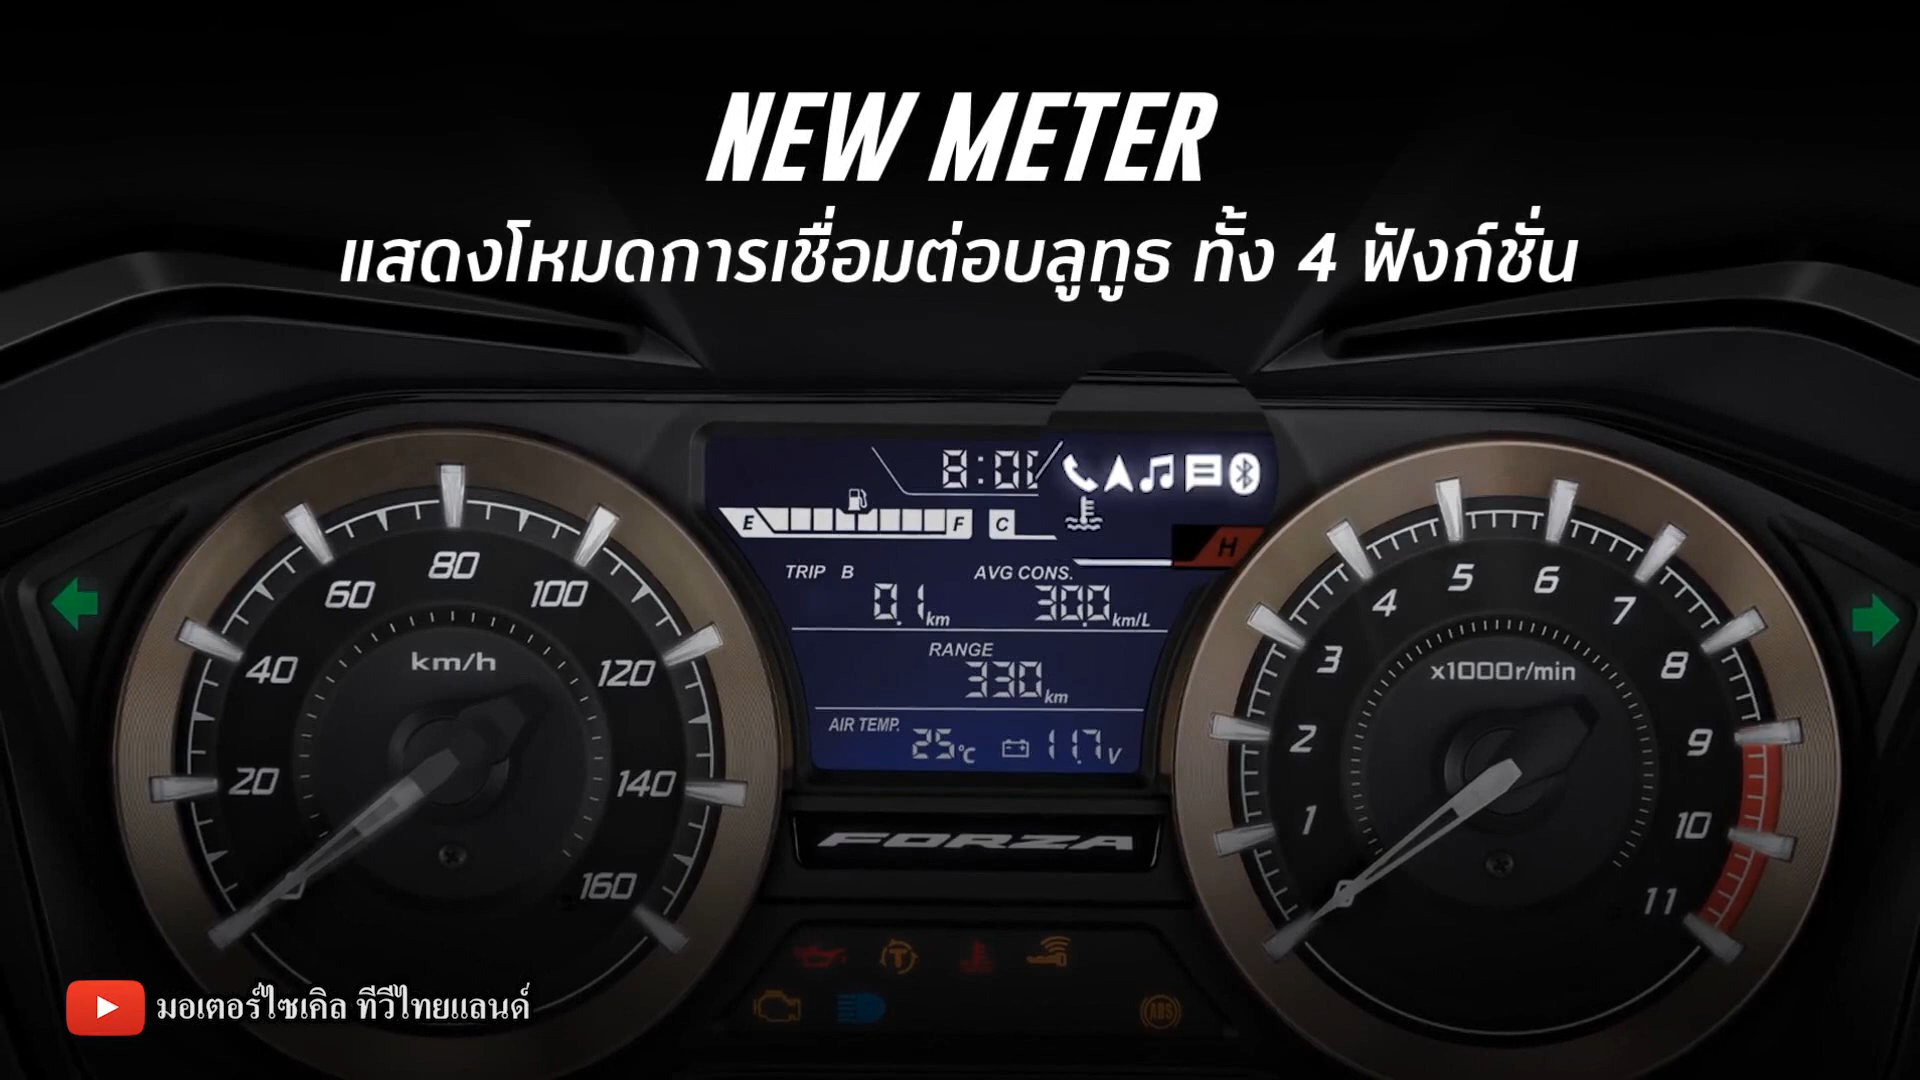 NEW METER
แสดงโหมดการเชื่อมต่อบลูทูธ ทั้ง 4 ฟังก์ชั่น
E F C H
TRIP B
0.1 km
AVG CONS.
30.0 km/L
RANGE
330 km
AIR TEMP.
25 °C
11.7 V
FORZA
km/h
0 20 40 60 80 100 120 140 160
x1000r/min
0 1 2 3 4 5 6 7 8 9 10 11
ABS
มอเตอร์ไซเคิล ทีวีไทยแลนด์